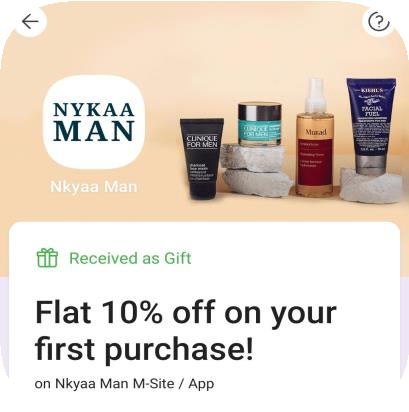 NYKAA
MAN
Nkyaa Man
CLINIQUE
FOR MEN
CLINIQUE
FOR MEN
Murad.
KIEHL'S
FACIAL
FUEL
Received as Gift
Flat 10% off on your
first purchase!
on Nkyaa Man M-Site / App